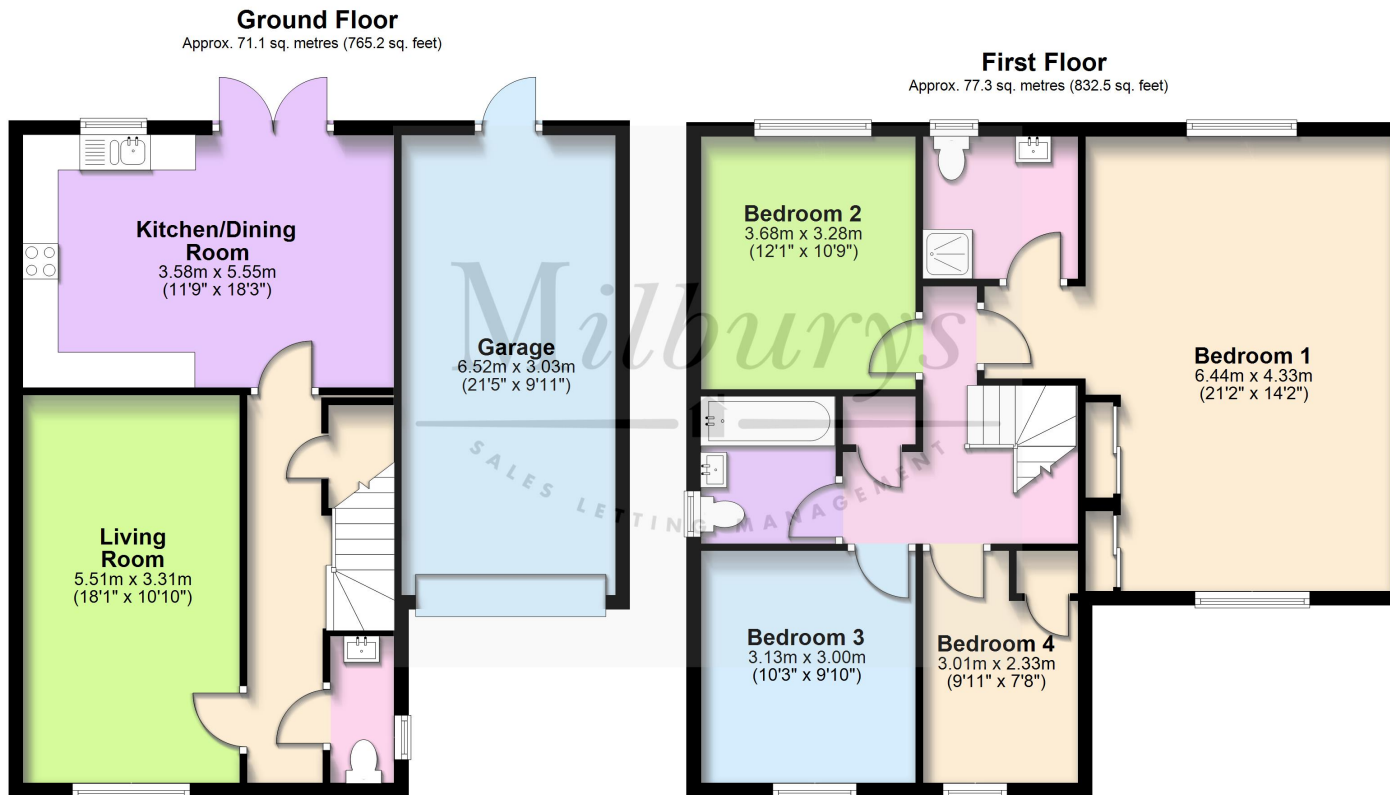 Ground Floor
Approx. 71.1 sq. metres (765.2 sq. feet)
Kitchen/Dining
Room
3.58m x 5.55m
(11'9" x 18'3")
Garage
6.52m x 3.03m
(21'5" x 9'11")
Living
Room
5.51m x 3.31m
(18'1" x 10'10")
First Floor
Approx. 77.3 sq. metres (832.5 sq. feet)
Bedroom 2
3.68m x 3.28m
(12'1" x 10'9")
Bedroom 1
6.44m x 4.33m
(21'2" x 14'2")
Bedroom 3
3.13m x 3.00m
(10'3" x 9'10")
Bedroom 4
3.01m x 2.33m
(9'11" x 7'8")
Milburys
SALES LETTING MANAGEMENT